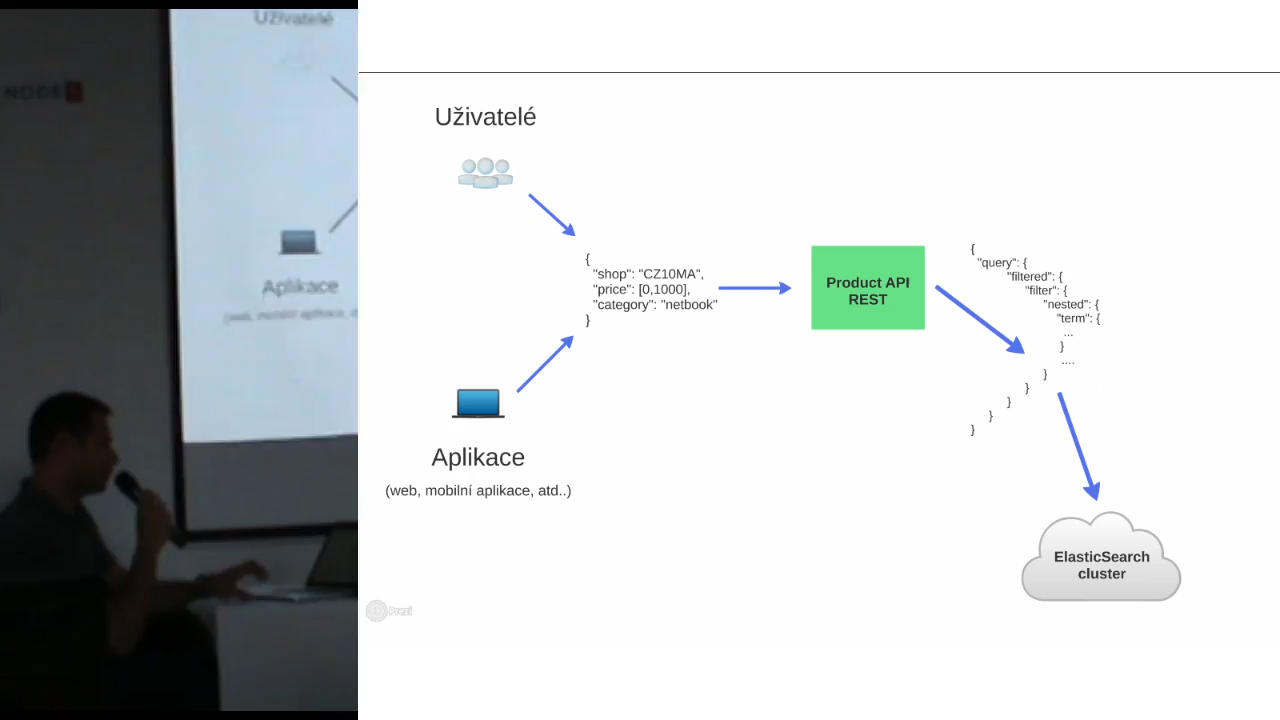 Uživatelé
NODE5
Aplikace
Uživatelé
{
"shop": "CZ10MA",
"price": [0,1000],
"category": "netbook"
}
Product API
REST
{
"query": {
"filtered": {
"filter": {
"nested": {
"term": {
...
}
....
}
}
}
}
}
Aplikace
(web, mobilní aplikace, atd..)
ElasticSearch
cluster
Prezi